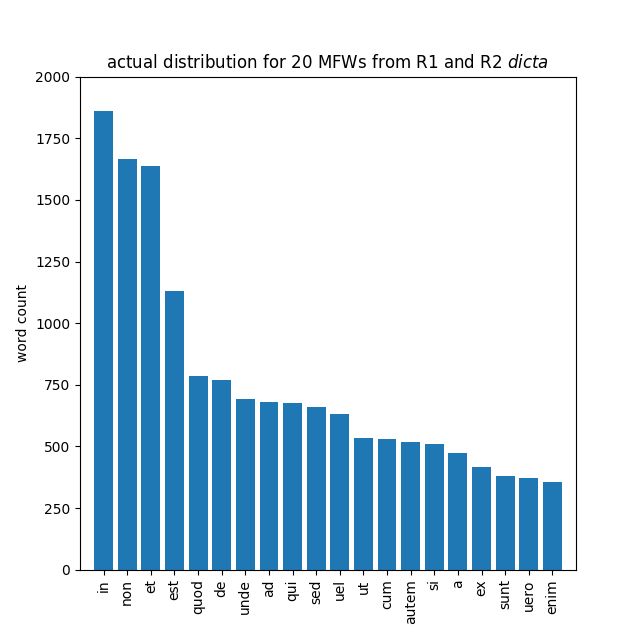 actual distribution for 20 MFWs from R1 and R2 dicta
2000
1750
1500
1250
1000
750
500
250
0
word count
in
non
et
est
quod
de
unde
ad
qui
sed
uel
ut
cum
autem
si
a
ex
sunt
uero
enim